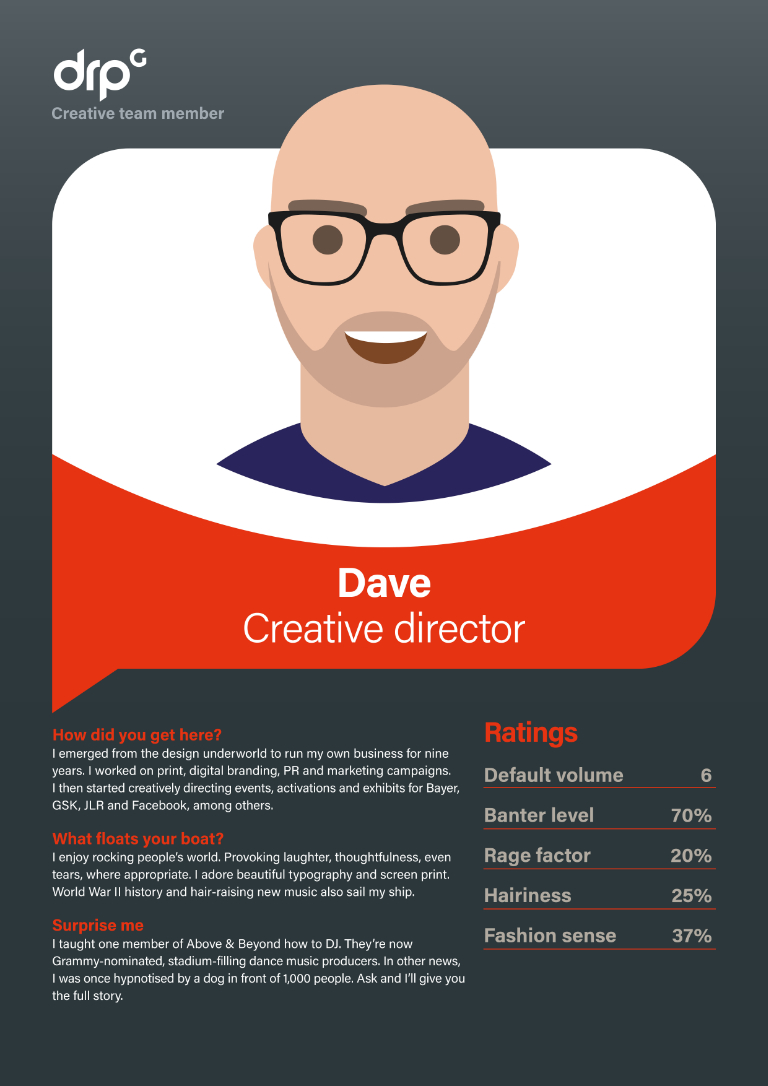 drpG
Creative team member
Dave
Creative director
How did you get here?
I emerged from the design underworld to run my own business for nine
years. I worked on print, digital branding, PR and marketing campaigns.
I then started creatively directing events, activations and exhibits for Bayer,
GSK, JLR and Facebook, among others.
What floats your boat?
I enjoy rocking people's world. Provoking laughter, thoughtfulness, even
tears, where appropriate. I adore beautiful typography and screen print.
World War II history and hair-raising new music also sail my ship.
Surprise me
I taught one member of Above & Beyond how to DJ. They're now
Grammy-nominated, stadium-filling dance music producers. In other news,
I was once hypnotised by a dog in front of 1,000 people. Ask and I'll give you
the full story.
Ratings
Default volume 6
Banter level 70%
Rage factor 20%
Hairiness 25%
Fashion sense 37%